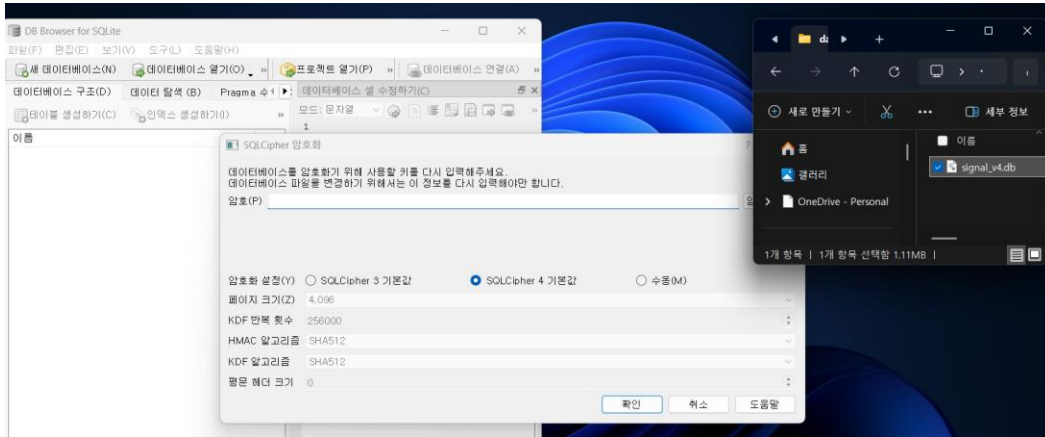 DB Browser for SQLite
파일(F) 편집(E) 보기(V) 도구(L) 도움말(H)
새 데이터베이스(N) 데이터베이스 열기(O) » 프로젝트 열기(P) » 데이터베이스 연결(A) »
데이터베이스 구조(D) 데이터 탐색 (B) Pragma 수 데이터베이스 셀 수정하기(C)
테이블 생성하기(C) 인덱스 생성하기(I) » 모드: 문자열 »
이름
1
SQLCipher 암호화 ?
데이터베이스를 암호화기 위해 사용할 키를 다시 입력해주세요.
데이터베이스 파일을 변경하기 위해서는 이 정보를 다시 입력해야만 합니다.
암호(P)
암호화 설정(Y) SQLCipher 3 기본값 SQLCipher 4 기본값 수동(M)
페이지 크기(Z) 4,096
KDF 반복 횟수 256000
HMAC 알고리즘 SHA512
KDF 알고리즘 SHA512
평문 헤더 크기 0
확인 취소 도움말
새로 만들기 세부 정보
홈
갤러리
OneDrive - Personal
이름
signal_v4.db
1개 항목 | 1개 항목 선택함 1.11MB |